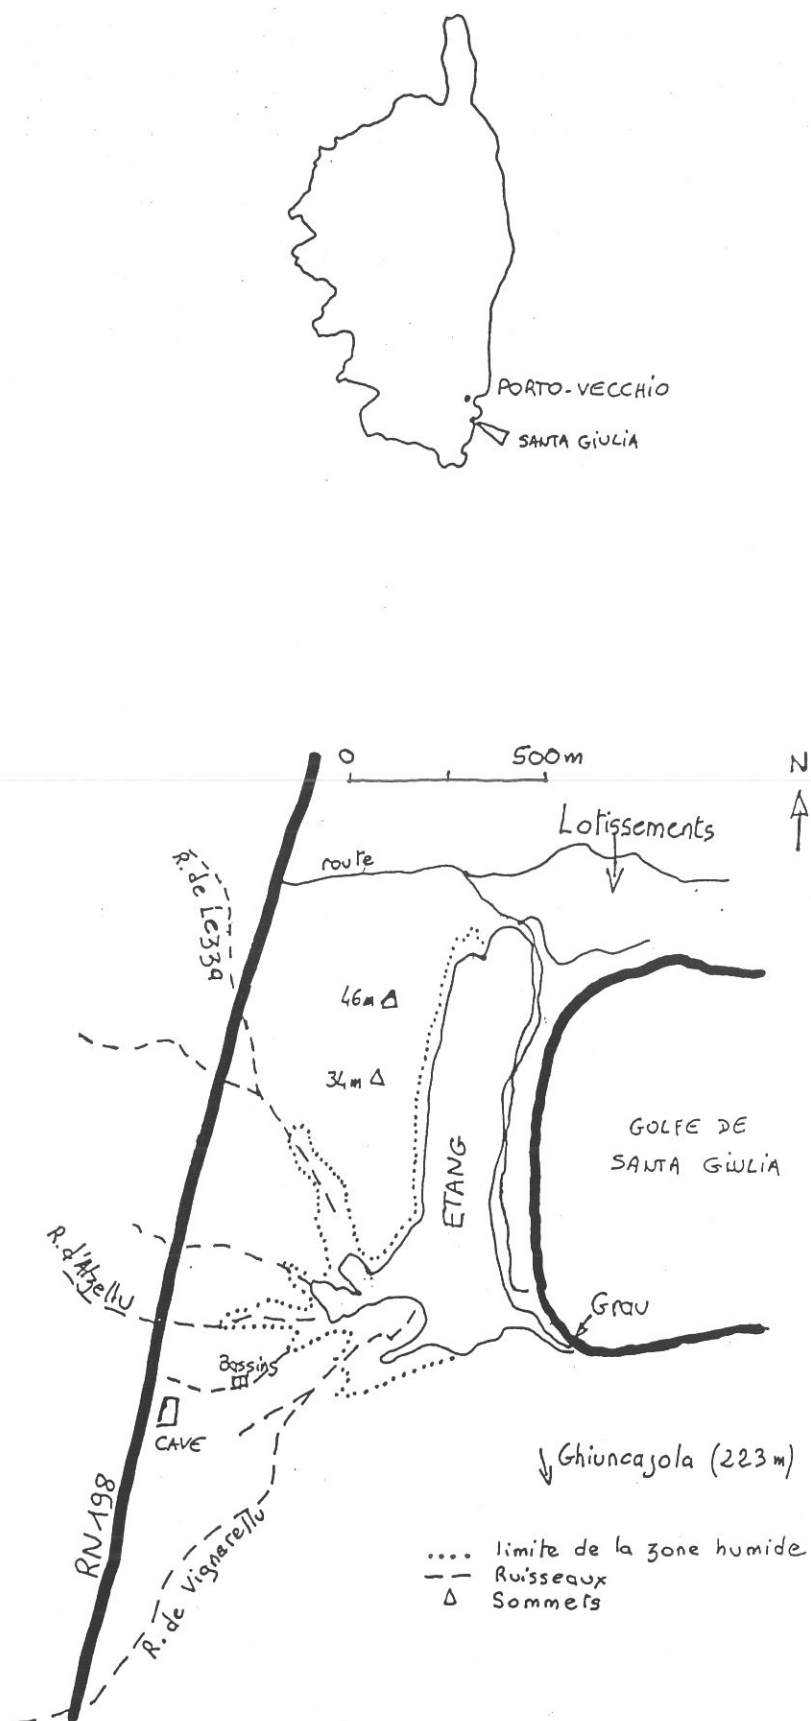 PORTO-VECCHIO
SANTA GIULIA
0 500m
N
Lotissements
route
R. de Lezza
46m
34m
GOLFE DE
SANTA GIULIA
ETANG
R. d'Atzellu
Grau
Bassins
CAVE
Ghiuncajola (223m)
RN198
R. de Vignarellu
limite de la zone humide
Ruisseaux
Sommets